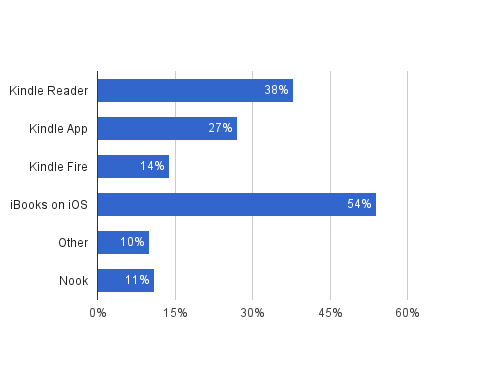 Kindle Reader 38%
Kindle App 27%
Kindle Fire 14%
iBooks on iOS 54%
Other 10%
Nook 11%
0% 15% 30% 45% 60%